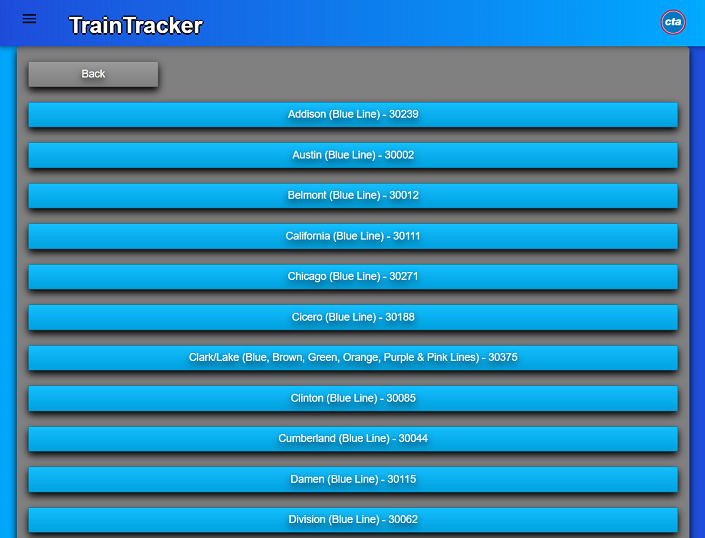 TrainTracker
cta
Back
Addison (Blue Line) - 30239
Austin (Blue Line) - 30002
Belmont (Blue Line) - 30012
California (Blue Line) - 30111
Chicago (Blue Line) - 30271
Cicero (Blue Line) - 30188
Clark/Lake (Blue, Brown, Green, Orange, Purple & Pink Lines) - 30375
Clinton (Blue Line) - 30085
Cumberland (Blue Line) - 30044
Damen (Blue Line) - 30115
Division (Blue Line) - 30062